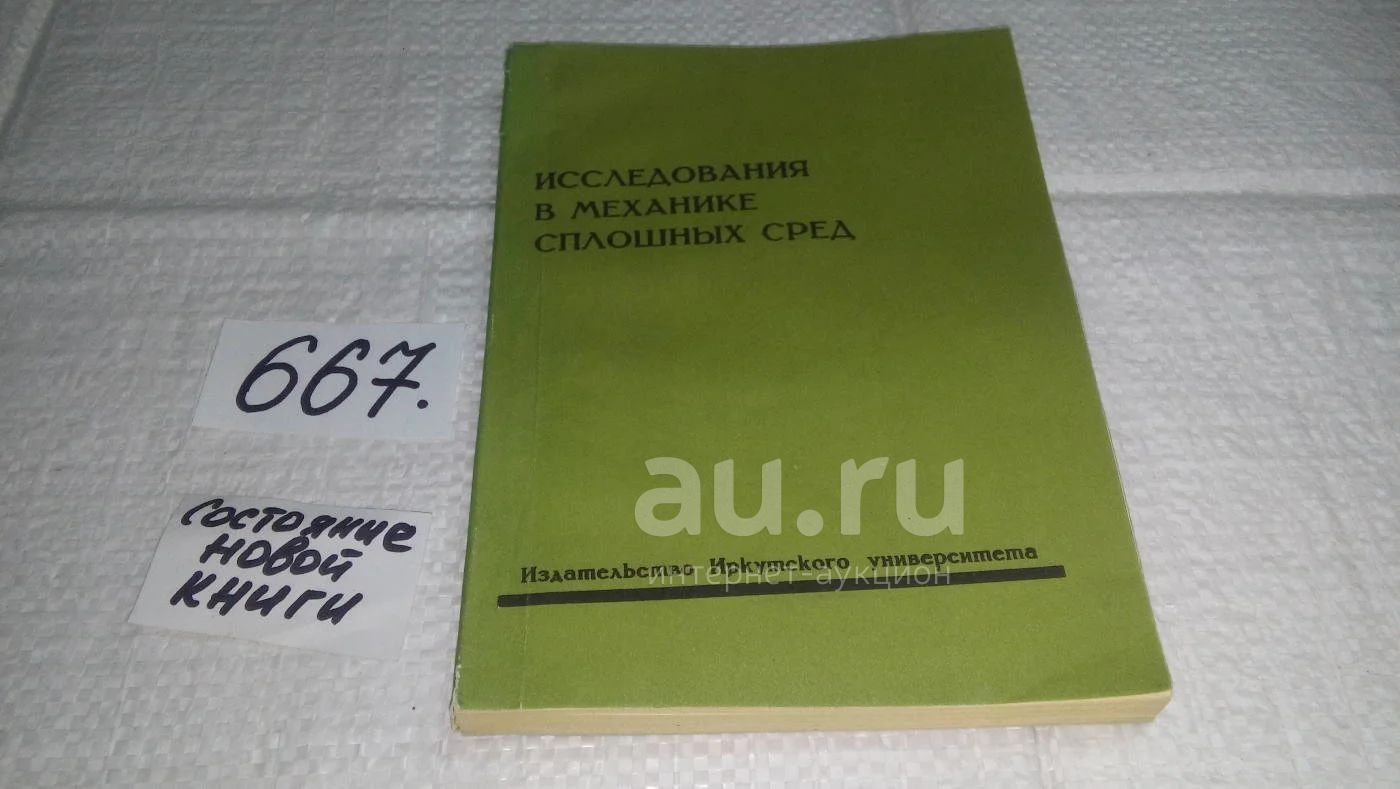 ИССЛЕДОВАНИЯ
В МЕХАНИКЕ
СПЛОШНЫХ СРЕД
667.
au.ru
состояние
новой
книги
Издательство Иркутского университета
интернет-аукцион